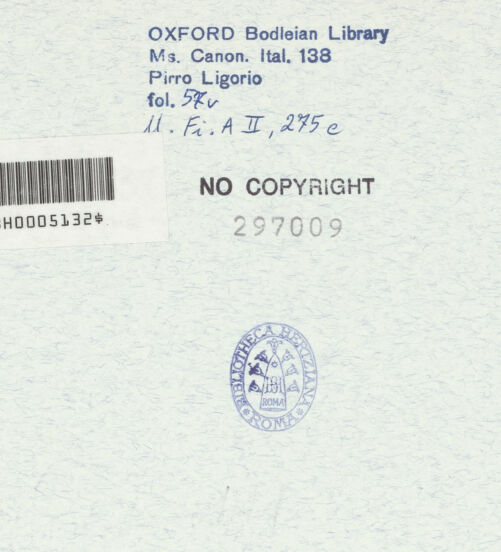 OXFORD Bodleian Library
Ms. Canon. Ital. 138
Pirro Ligorio
fol. 57v
U. Fi. A II, 275 c
H0005132$
NO COPYRIGHT
297009
BIBLIOTHECA HERTZIANA
ROMA
ROMA